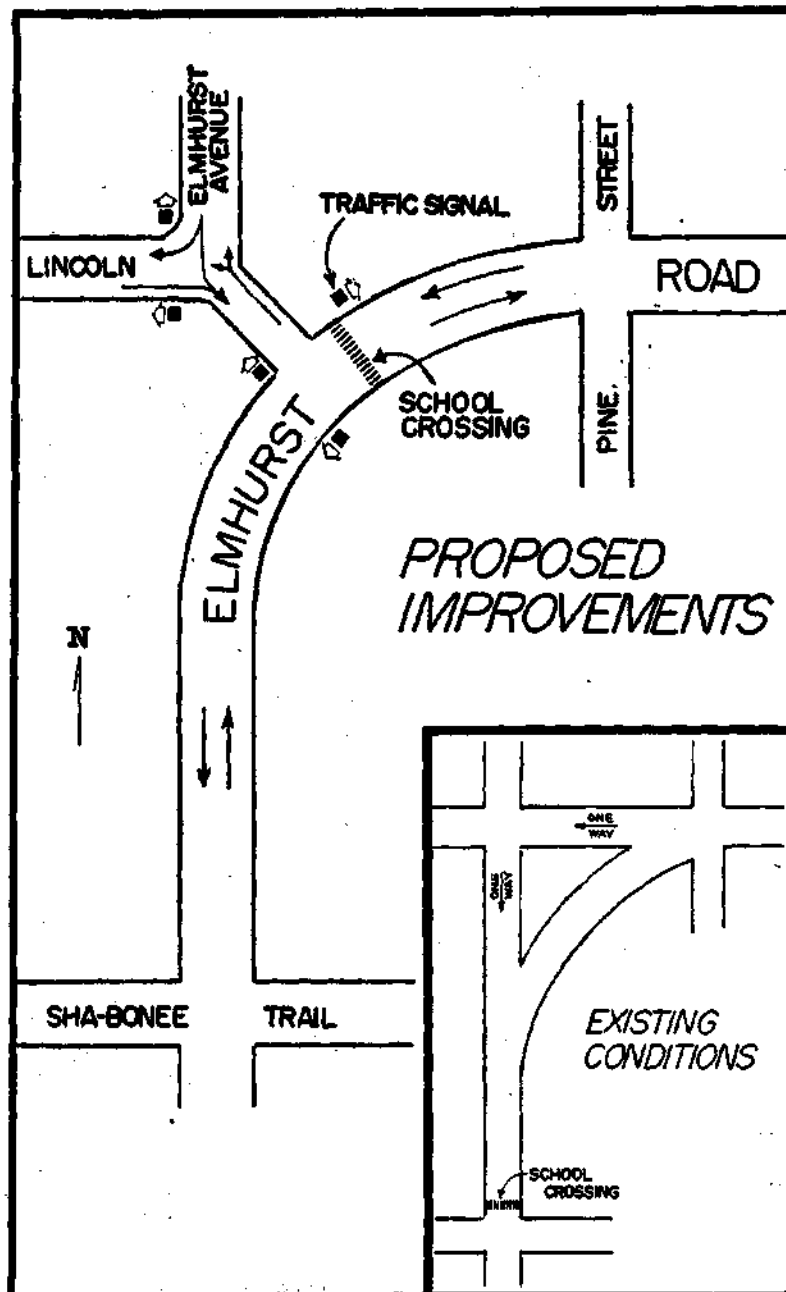 ELMHURST
AVENUE
TRAFFIC SIGNAL
STREET
LINCOLN
ROAD
SCHOOL
CROSSING
PINE
ELMHURST
PROPOSED
IMPROVEMENTS
N
ONE
WAY
ONE
WAY
SHA-BONEE TRAIL
EXISTING
CONDITIONS
SCHOOL
CROSSING